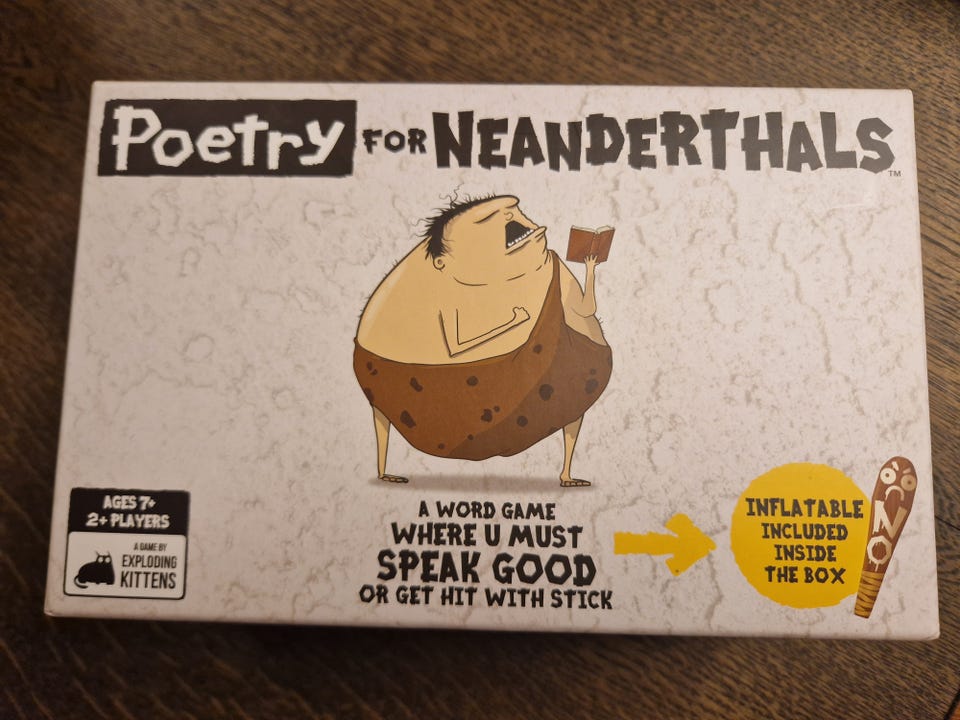 Poetry FOR NEANDERTHALS™
A WORD GAME
WHERE U MUST
SPEAK GOOD
OR GET HIT WITH STICK
AGES 7+
2+ PLAYERS
A GAME BY
EXPLODING
KITTENS
INFLATABLE
INCLUDED
INSIDE
THE BOX
NO